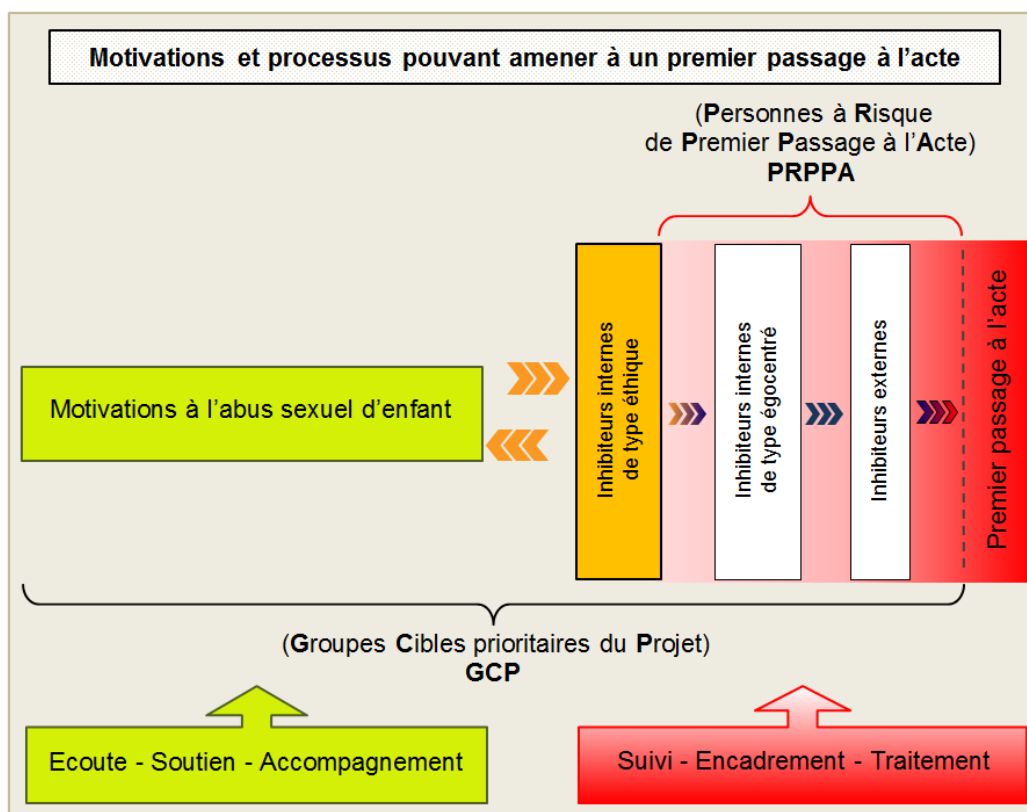 Motivations et processus pouvant amener à un premier passage à l'acte
(Personnes à Risque
de Premier Passage à l'Acte)
PRPPA
Motivations à l'abus sexuel d'enfant
Inhibiteurs internes
de type éthique
Inhibiteurs internes
de type égocentré
Inhibiteurs externes
Premier passage à l'acte
(Groupes Cibles prioritaires du Projet)
GCP
Ecoute - Soutien - Accompagnement
Suivi - Encadrement - Traitement